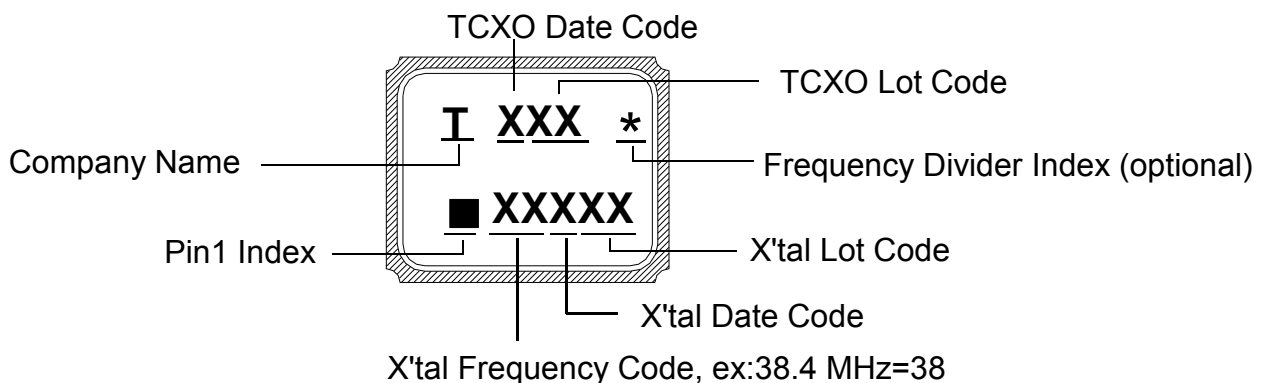 TCXO Date Code
TCXO Lot Code
T XXX *
Company Name
Frequency Divider Index (optional)
■ XXXXX
Pin1 Index
X'tal Lot Code
X'tal Date Code
X'tal Frequency Code, ex:38.4 MHz=38